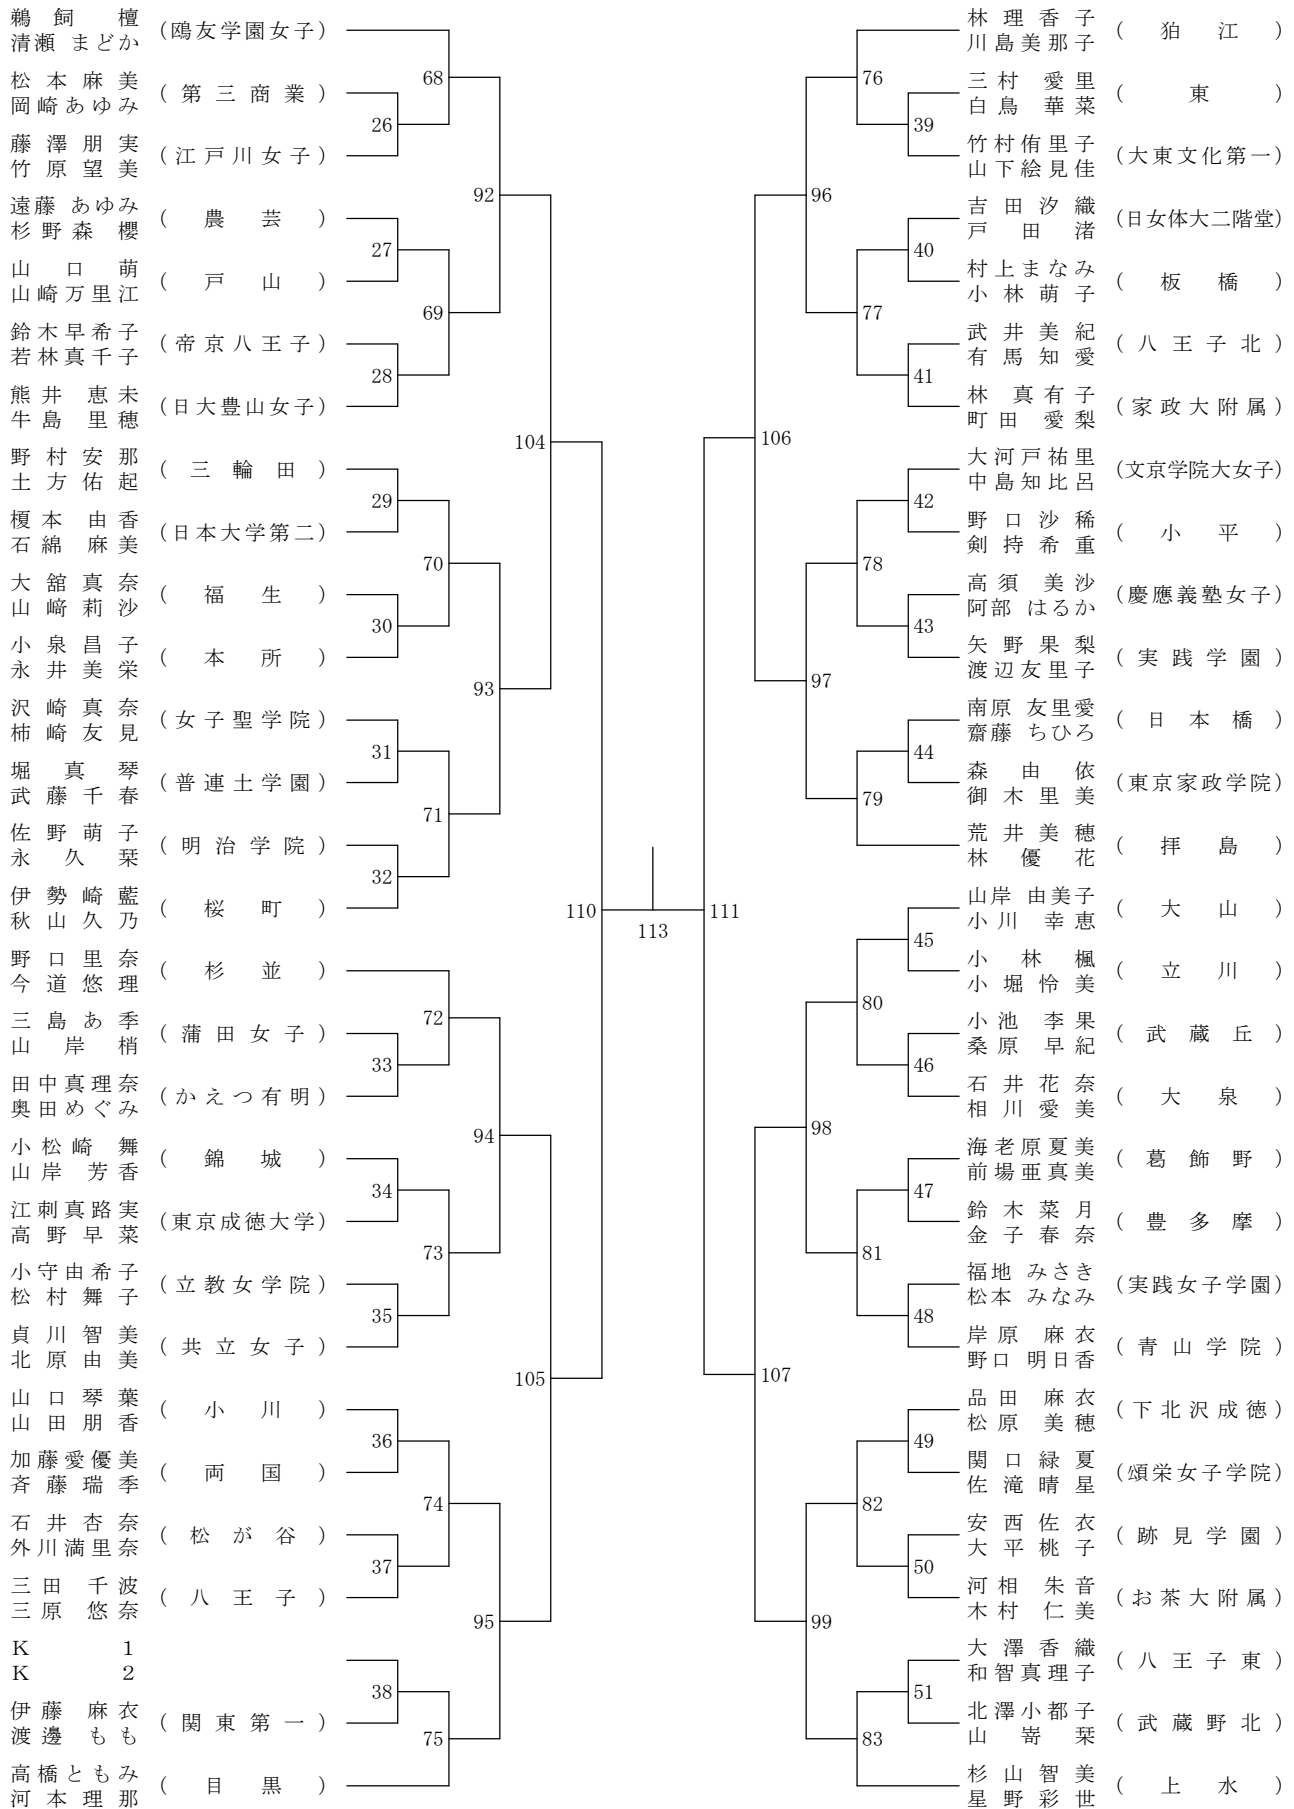 鵜飼檀
清瀬 まどか
(鴎友学園女子)
松本麻美
岡崎あゆみ
(第三商業)
藤澤朋実
竹原望美
(江戸川女子)
遠藤 あゆみ
杉野森 櫻
(農芸)
山口萌
山崎万里江
(戸山)
鈴木早希子
若林真千子
(帝京八王子)
熊井 恵未
牛島 里穂
(日大豊山女子)
野村安那
土方佑起
(三輪田)
榎本 由香
石綿 麻美
(日本大学第二)
大舘真奈
山﨑莉沙
(福生)
小泉昌子
永井美栄
(本所)
沢崎真奈
柿崎友見
(女子聖学院)
堀真琴
武藤千春
(普連土学園)
佐野萌子
永久栞
(明治学院)
伊勢崎藍
秋山久乃
(桜町)
野口里奈
今道悠理
(杉並)
三島あ季
山岸梢
(蒲田女子)
田中真理奈
奥田めぐみ
(かえつ有明)
小松崎 舞
山岸 芳香
(錦城)
江刺真路実
高野早菜
(東京成徳大学)
小守由希子
松村舞子
(立教女学院)
貞川智美
北原由美
(共立女子)
山口琴葉
山田朋香
(小川)
加藤愛優美
斉藤瑞季
(両国)
石井杏奈
外川満里奈
(松が谷)
三田 千波
三原 悠奈
(八王子)
K 1
K 2
伊藤 麻衣
渡邊 もも
(関東第一)
高橋ともみ
河本理那
(目黒)
26
27
28
29
30
31
32
33
34
35
36
37
38
68
69
70
71
72
73
74
75
92
93
94
95
104
105
110
113
111
106
107
96
97
98
99
76
77
78
79
80
81
82
83
39
40
41
42
43
44
45
46
47
48
49
50
51
林理香子
川島美那子
(狛江)
三村 愛里
白鳥 華菜
(東)
竹村侑里子
山下絵見佳
(大東文化第一)
吉田汐織
戸田渚
(日女体大二階堂)
村上まなみ
小林萌子
(板橋)
武井美紀
有馬知愛
(八王子北)
林 真有子
町田 愛梨
(家政大附属)
大河戸祐里
中島知比呂
(文京学院大女子)
野口沙稀
剣持希重
(小平)
高須 美沙
阿部 はるか
(慶應義塾女子)
矢野果梨
渡辺友里子
(実践学園)
南原 友里愛
齋藤 ちひろ
(日本橋)
森由依
御木里美
(東京家政学院)
荒井美穂
林優花
(拝島)
山岸 由美子
小川 幸恵
(大山)
小林楓
小堀怜美
(立川)
小池 李果
桑原 早紀
(武蔵丘)
石井花奈
相川愛美
(大泉)
海老原夏美
前場亜真美
(葛飾野)
鈴木菜月
金子春奈
(豊多摩)
福地 みさき
松本 みなみ
(実践女子学園)
岸原 麻衣
野口 明日香
(青山学院)
品田 麻衣
松原 美穂
(下北沢成徳)
関口緑夏
佐滝晴星
(頌栄女子学院)
安西佐衣
大平桃子
(跡見学園)
河相 朱音
木村 仁美
(お茶大附属)
大澤香織
和智真理子
(八王子東)
北澤小都子
山嵜栞
(武蔵野北)
杉山智美
星野彩世
(上水)